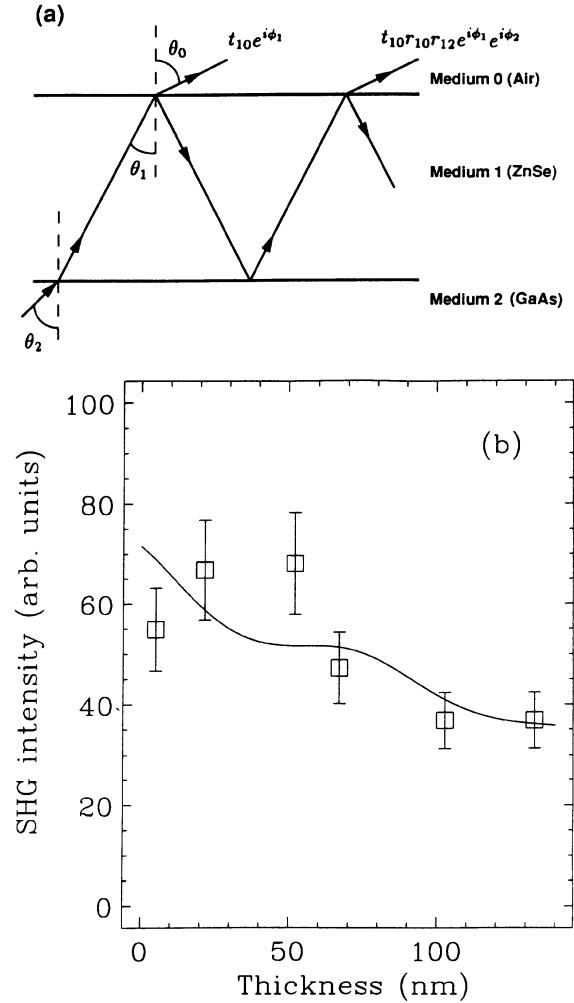 (a)
t₁₀e^{iϕ₁}
t₁₀r₁₀r₁₂e^{iϕ₁}e^{iϕ₂}
θ₀
Medium 0 (Air)
θ₁
Medium 1 (ZnSe)
Medium 2 (GaAs)
θ₂
(b)
100
80
60
40
20
0
SHG intensity (arb. units)
0
50
100
Thickness (nm)